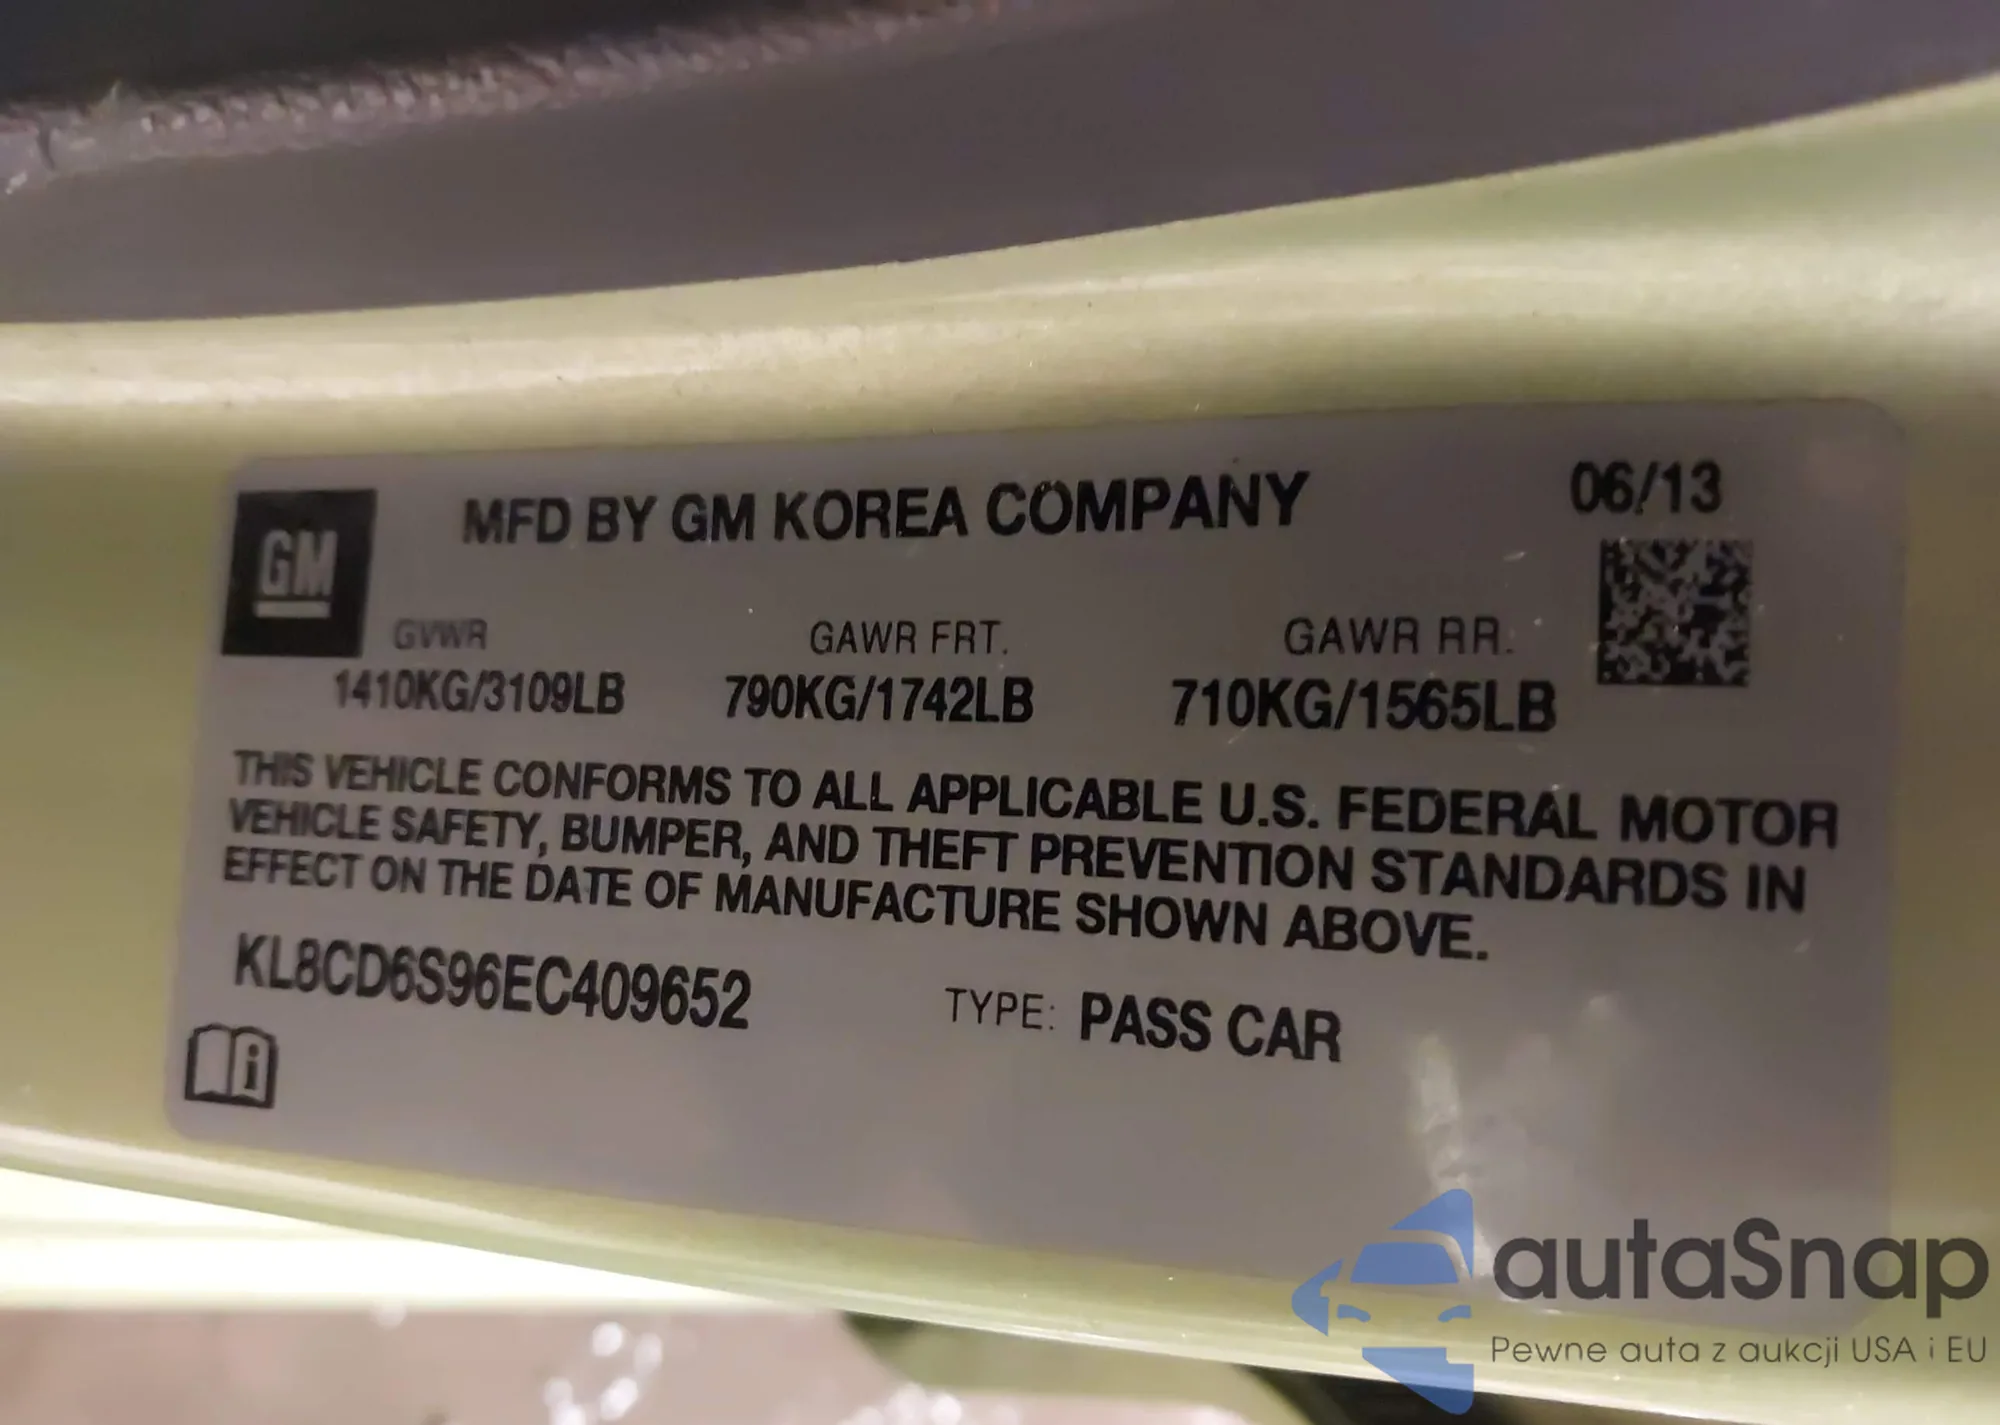 GM
MFD BY GM KOREA COMPANY
06/13
GVWR GAWR FRT. GAWR RR.
1410KG/3109LB 790KG/1742LB 710KG/1565LB
THIS VEHICLE CONFORMS TO ALL APPLICABLE U.S. FEDERAL MOTOR
VEHICLE SAFETY, BUMPER, AND THEFT PREVENTION STANDARDS IN
EFFECT ON THE DATE OF MANUFACTURE SHOWN ABOVE.
KL8CD6S96EC409652 TYPE: PASS CAR
i
autaSnap
Pewne auta z aukcji USA i EU